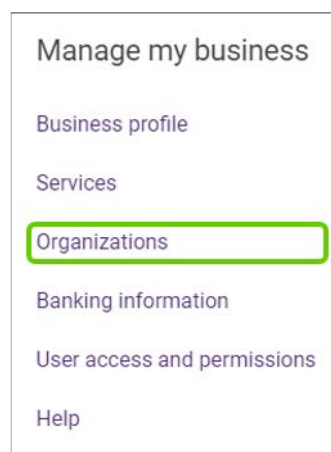 Manage my business
Business profile
Services
Organizations
Banking information
User access and permissions
Help